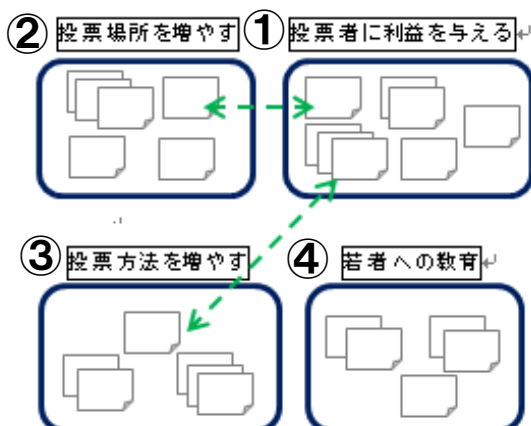 ② 投票場所を増やす
① 投票者に利益を与える
③ 投票方法を増やす
④ 若者への教育